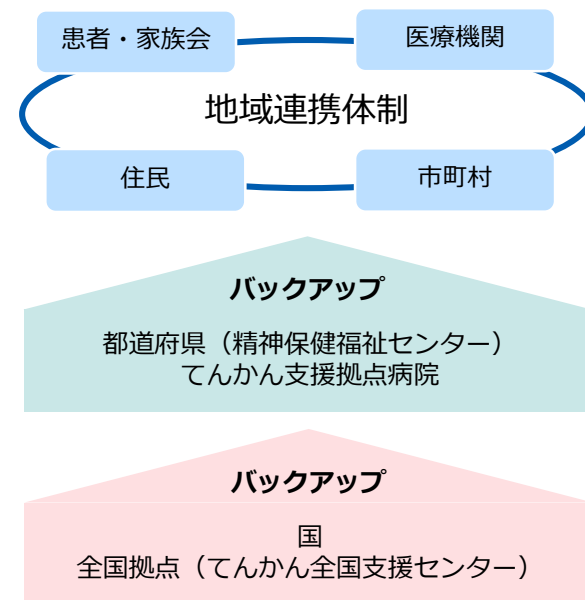 患者・家族会
医療機関
地域連携体制
住民
市町村
バックアップ
都道府県（精神保健福祉センター）
てんかん支援拠点病院
バックアップ
国
全国拠点（てんかん全国支援センター）